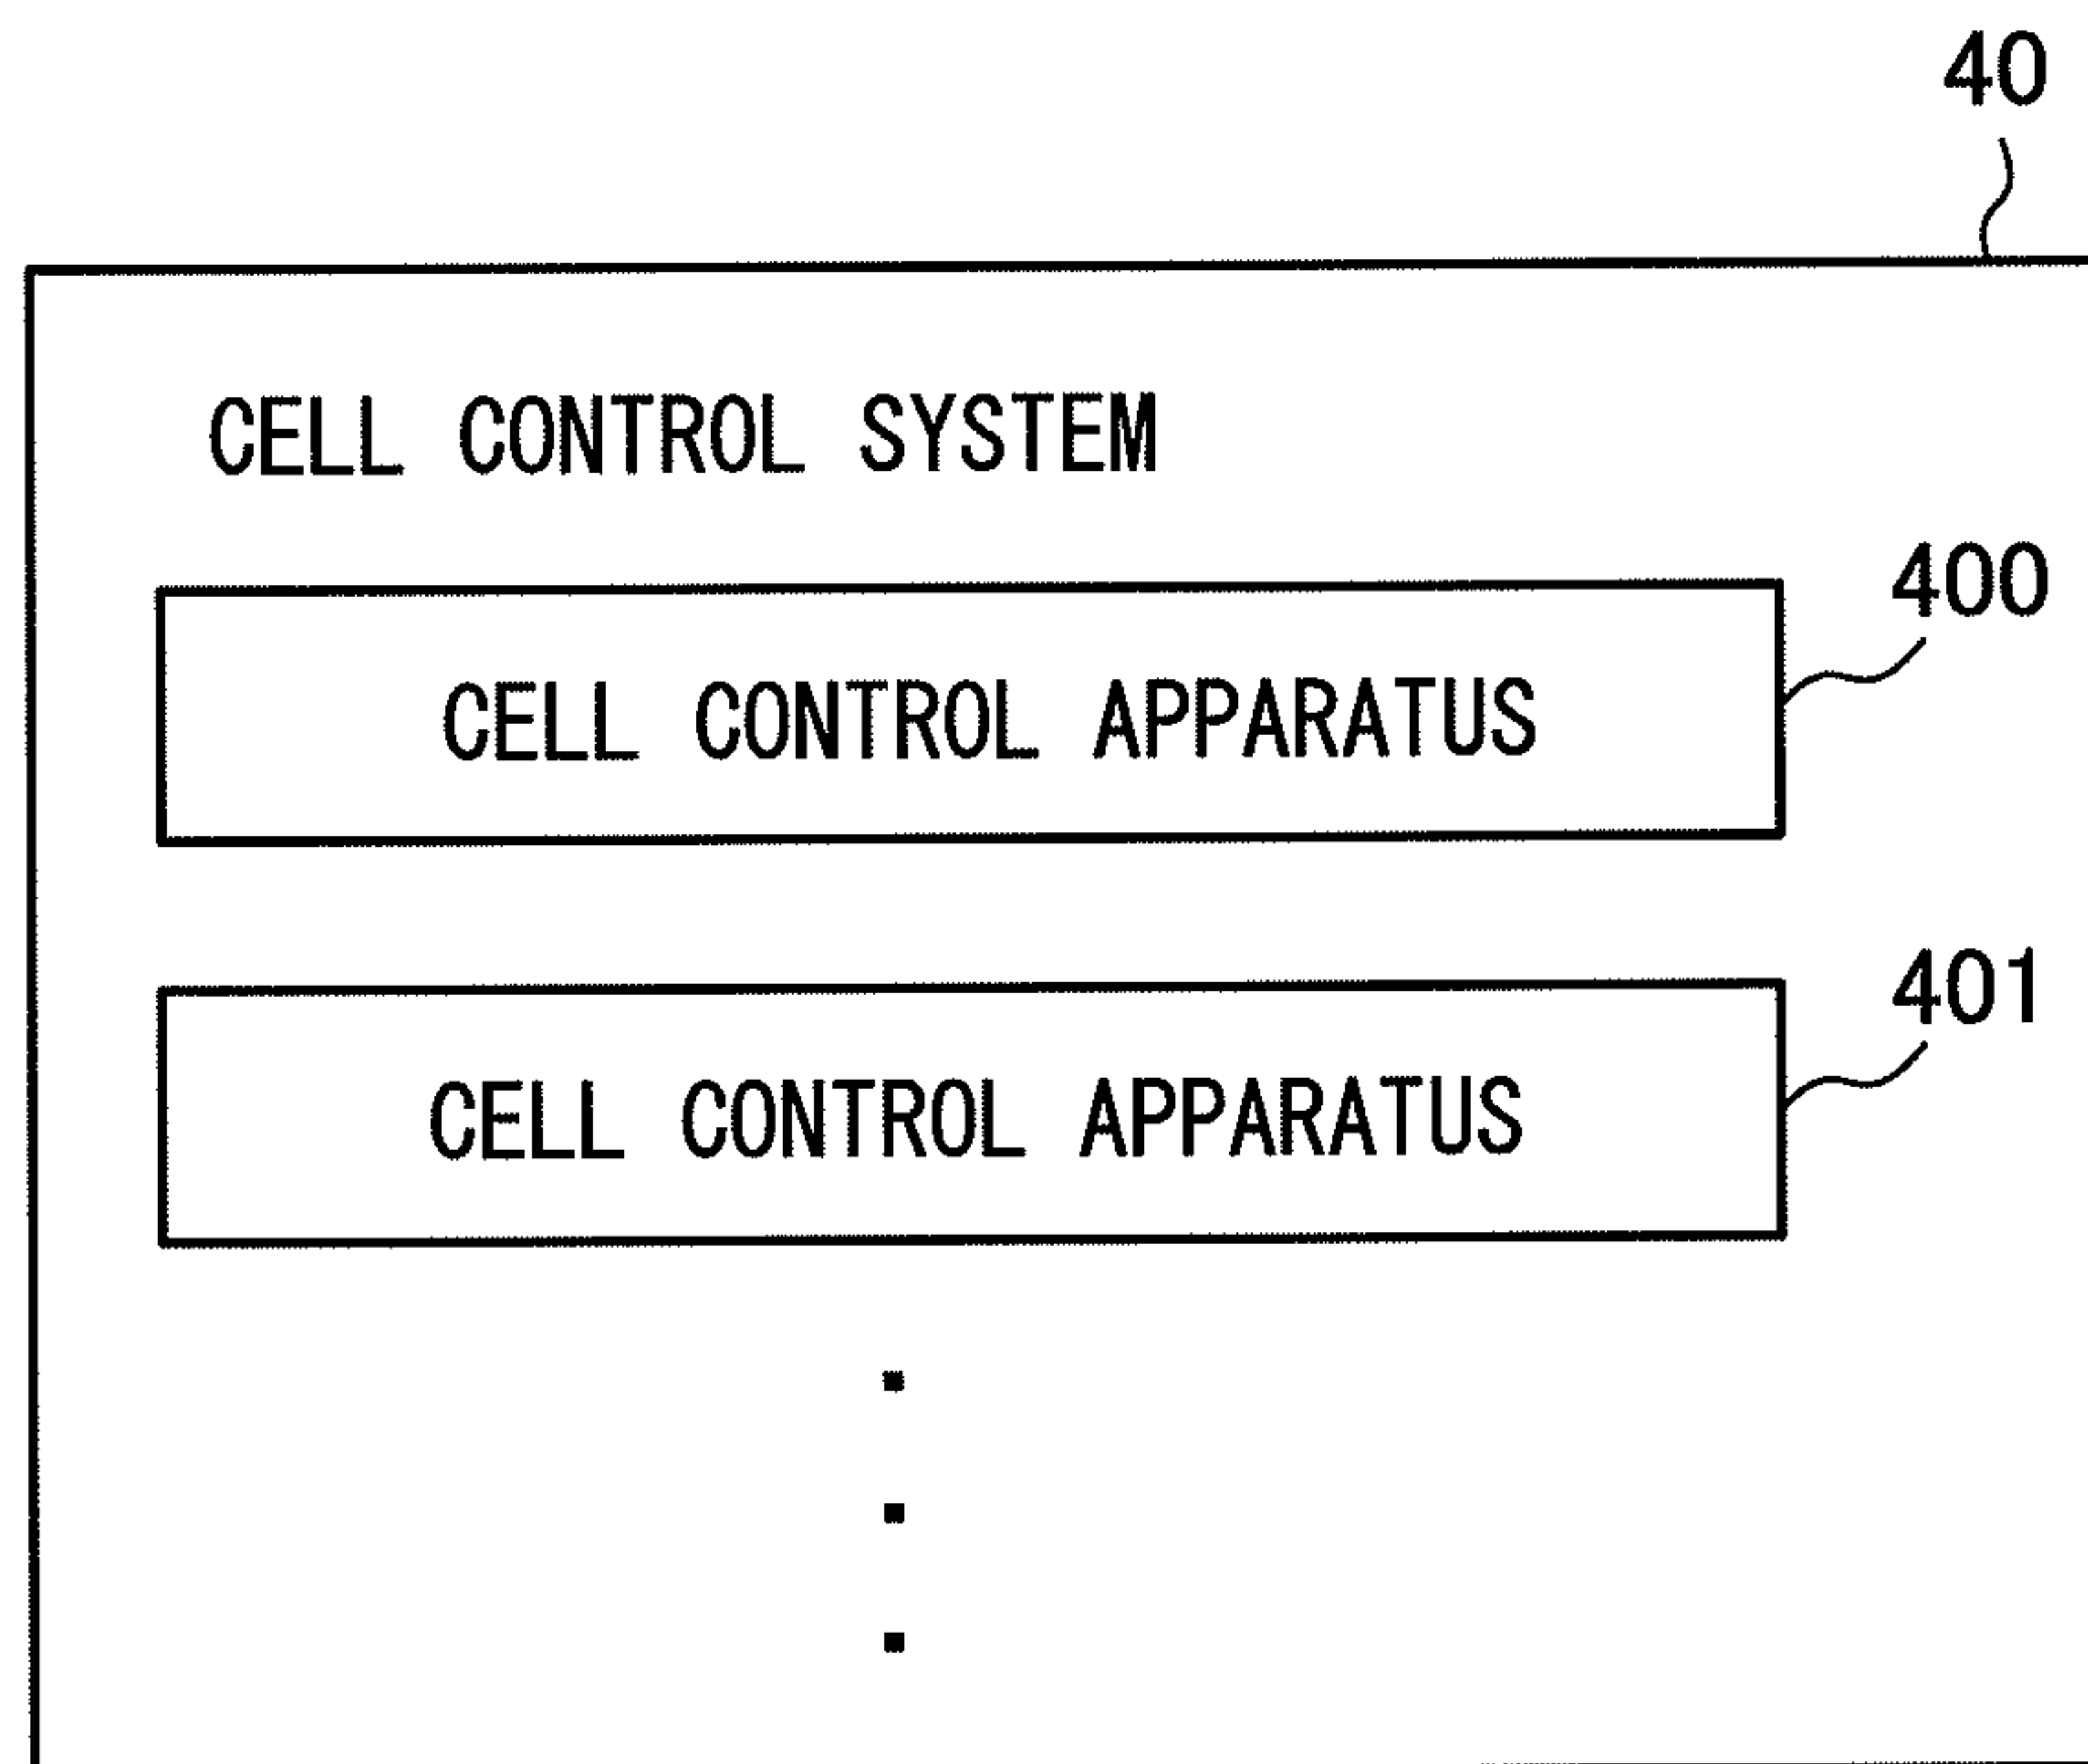 40
CELL CONTROL SYSTEM
400
CELL CONTROL APPARATUS
401
CELL CONTROL APPARATUS